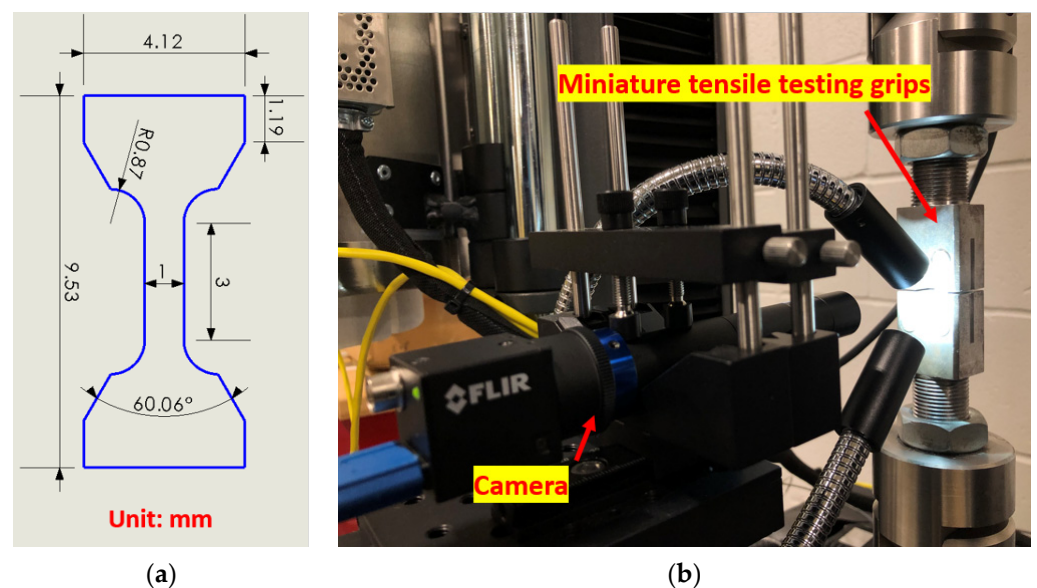 4.12
1.19
R0.87
9.53
1
3
60.06°
Unit: mm
(a)
Miniature tensile testing grips
FLIR
Camera
(b)